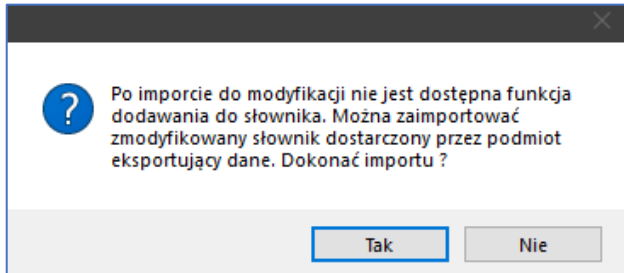 Po imporcie do modyfikacji nie jest dostępna funkcja
dodawania do słownika. Można zaimportować
zmodyfikowany słownik dostarczony przez podmiot
eksportujący dane. Dokonać importu ?
Tak
Nie